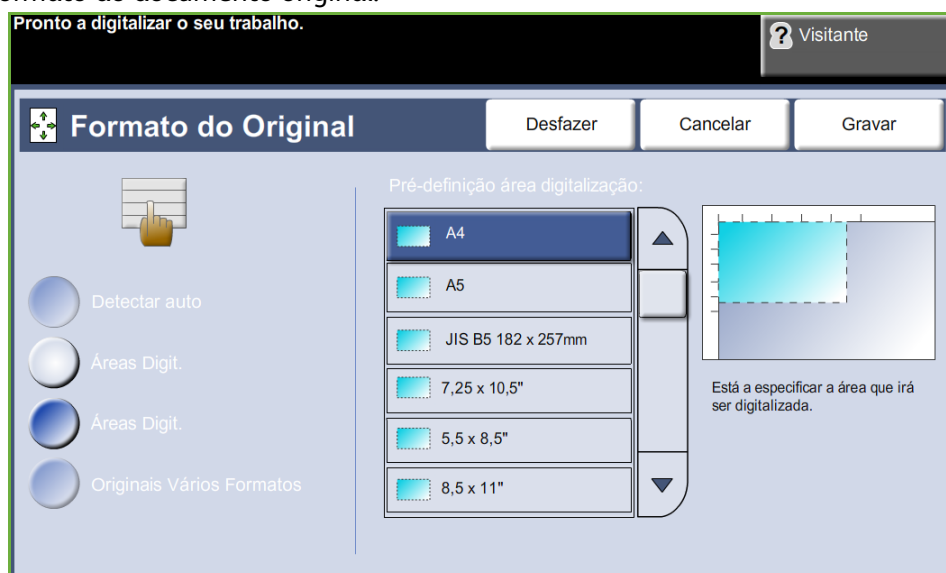 Pronto a digitalizar o seu trabalho.
? Visitante
Formato do Original
Desfazer
Cancelar
Gravar
Pré-definição área digitalização:
A4
A5
JIS B5 182 x 257mm
7,25 x 10,5"
5,5 x 8,5"
8,5 x 11"
Detectar auto
Áreas Digit.
Áreas Digit.
Originais Vários Formatos
Está a especificar a área que irá
ser digitalizada.